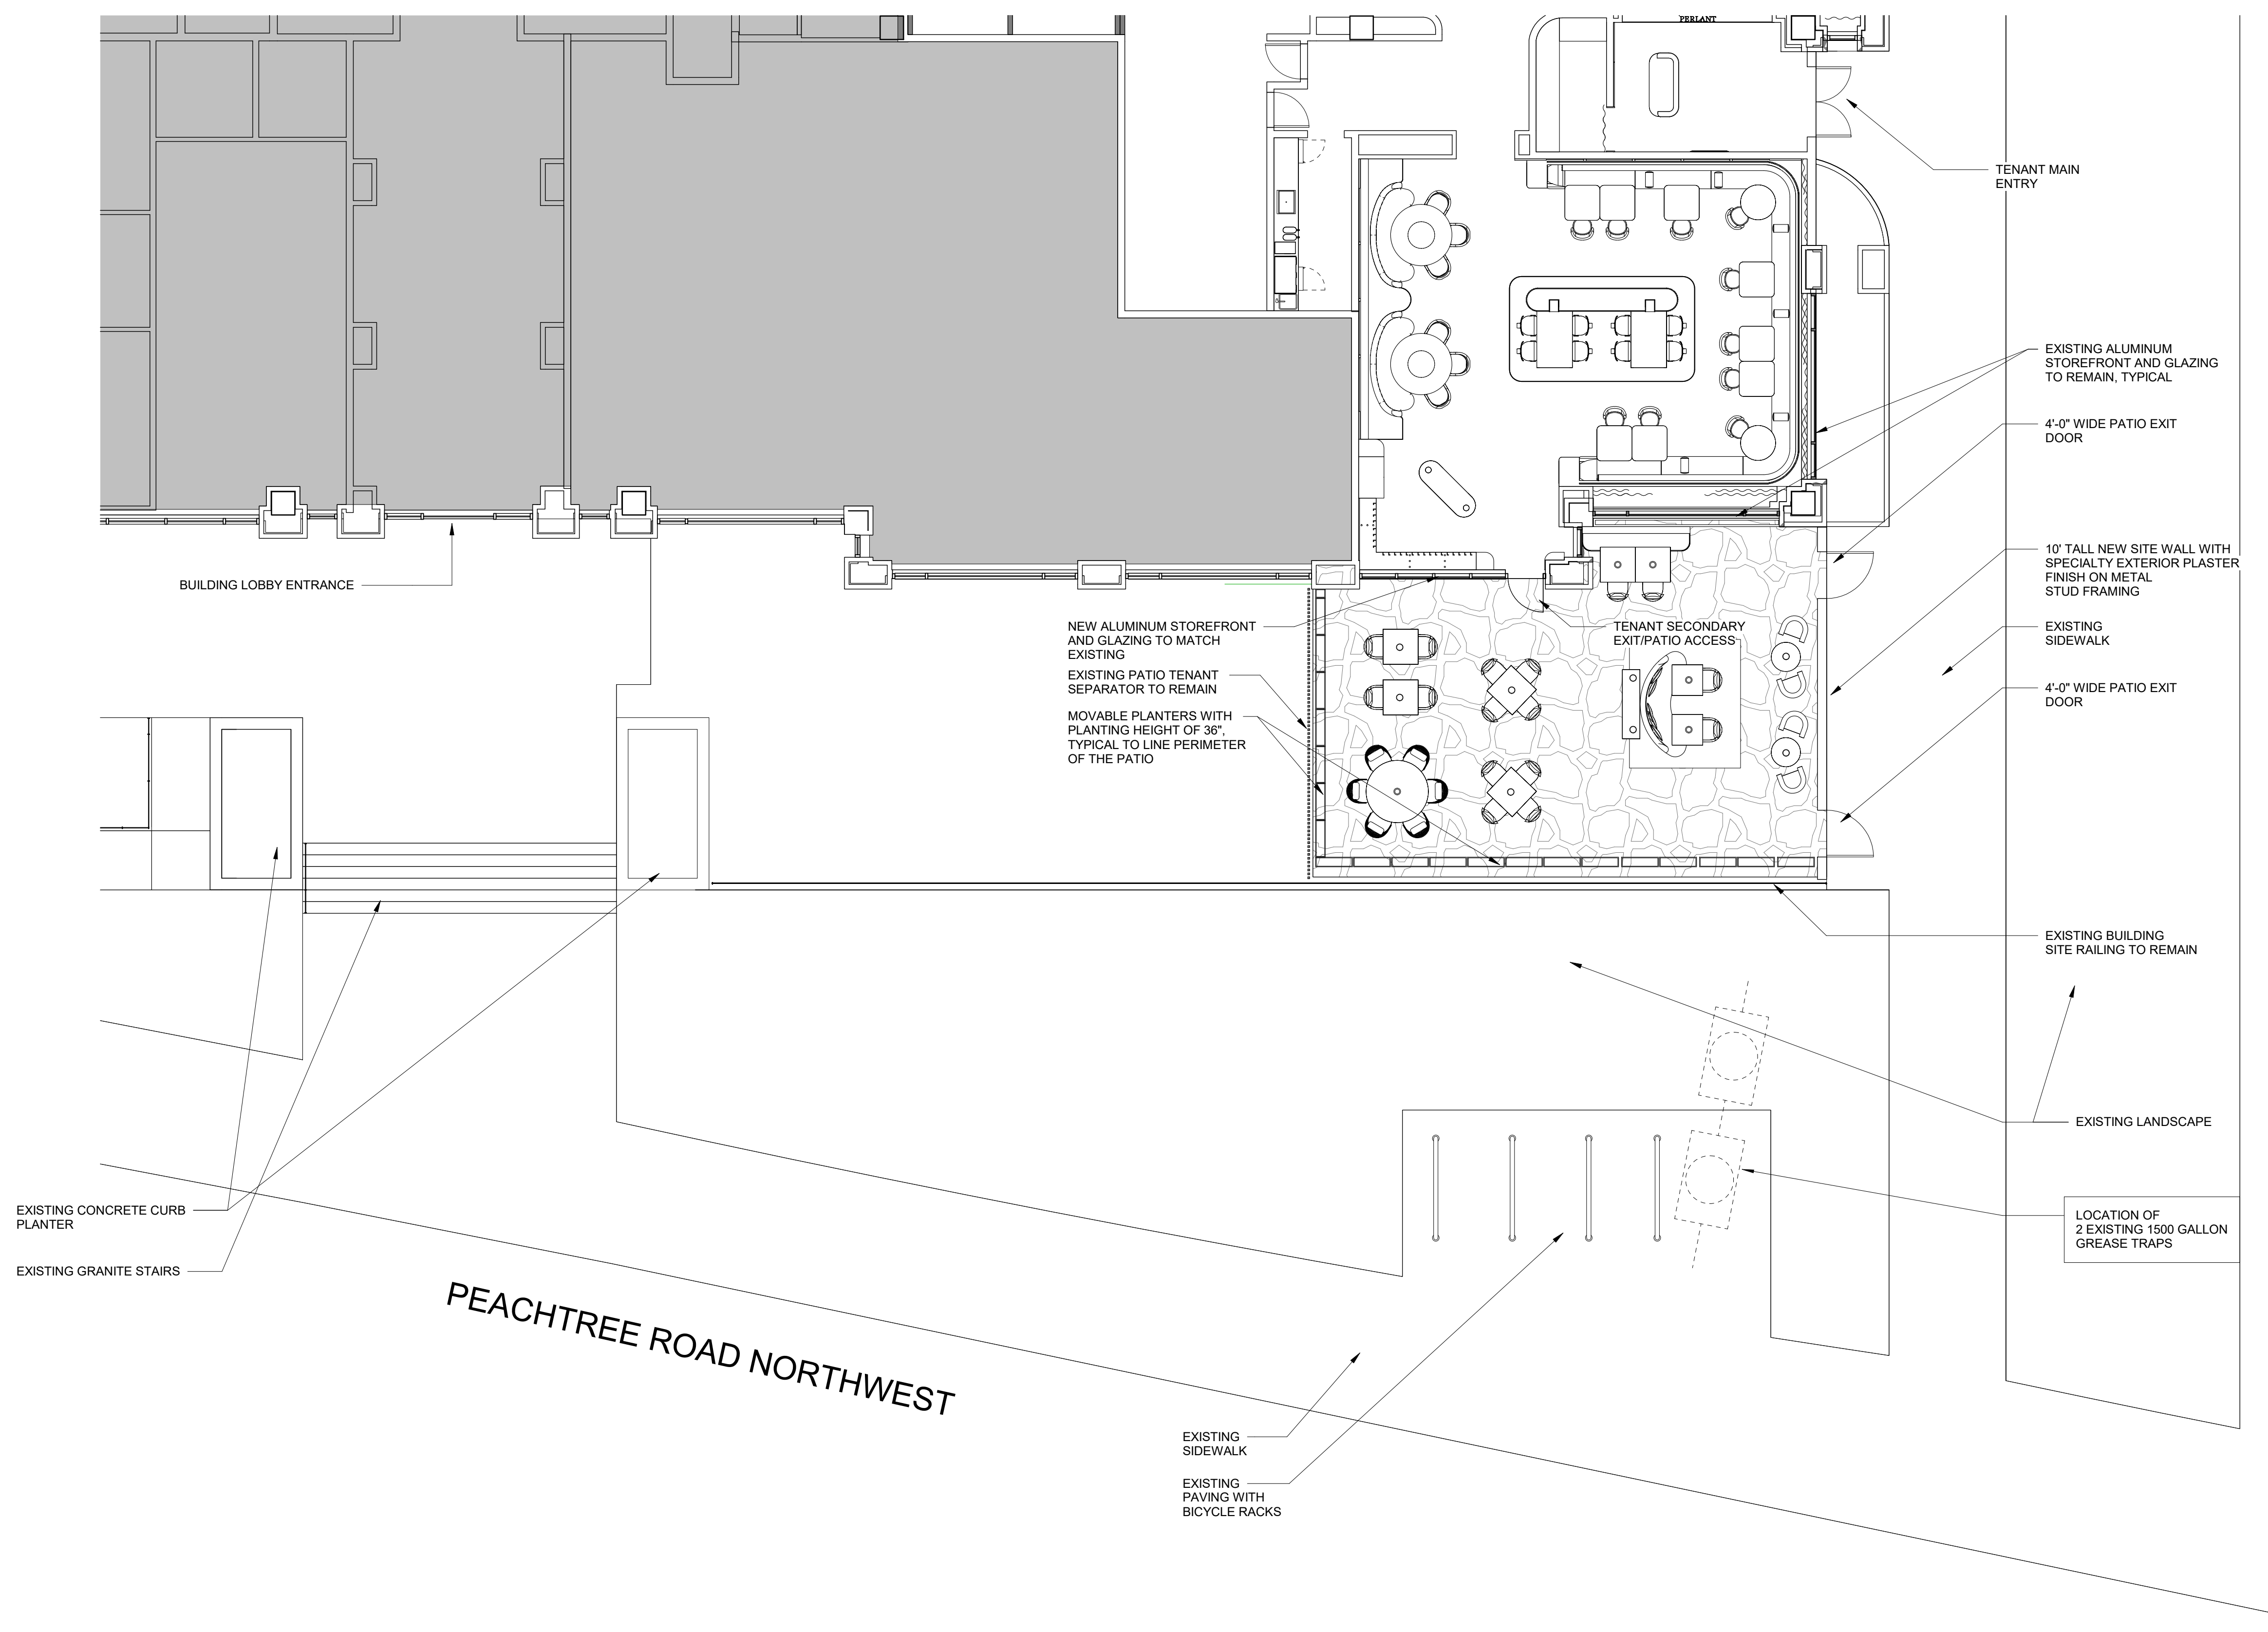 PERLANT
TENANT MAIN
ENTRY
EXISTING ALUMINUM
STOREFRONT AND GLAZING
TO REMAIN, TYPICAL
4'-0" WIDE PATIO EXIT
DOOR
10' TALL NEW SITE WALL WITH
SPECIALTY EXTERIOR PLASTER
FINISH ON METAL
STUD FRAMING
BUILDING LOBBY ENTRANCE
NEW ALUMINUM STOREFRONT
AND GLAZING TO MATCH
EXISTING
TENANT SECONDARY
EXIT/PATIO ACCESS
EXISTING
SIDEWALK
EXISTING PATIO TENANT
SEPARATOR TO REMAIN
4'-0" WIDE PATIO EXIT
DOOR
MOVABLE PLANTERS WITH
PLANTING HEIGHT OF 36",
TYPICAL TO LINE PERIMETER
OF THE PATIO
EXISTING BUILDING
SITE RAILING TO REMAIN
EXISTING LANDSCAPE
EXISTING CONCRETE CURB
PLANTER
LOCATION OF
2 EXISTING 1500 GALLON
GREASE TRAPS
EXISTING GRANITE STAIRS
PEACHTREE ROAD NORTHWEST
EXISTING
SIDEWALK
EXISTING
PAVING WITH
BICYCLE RACKS